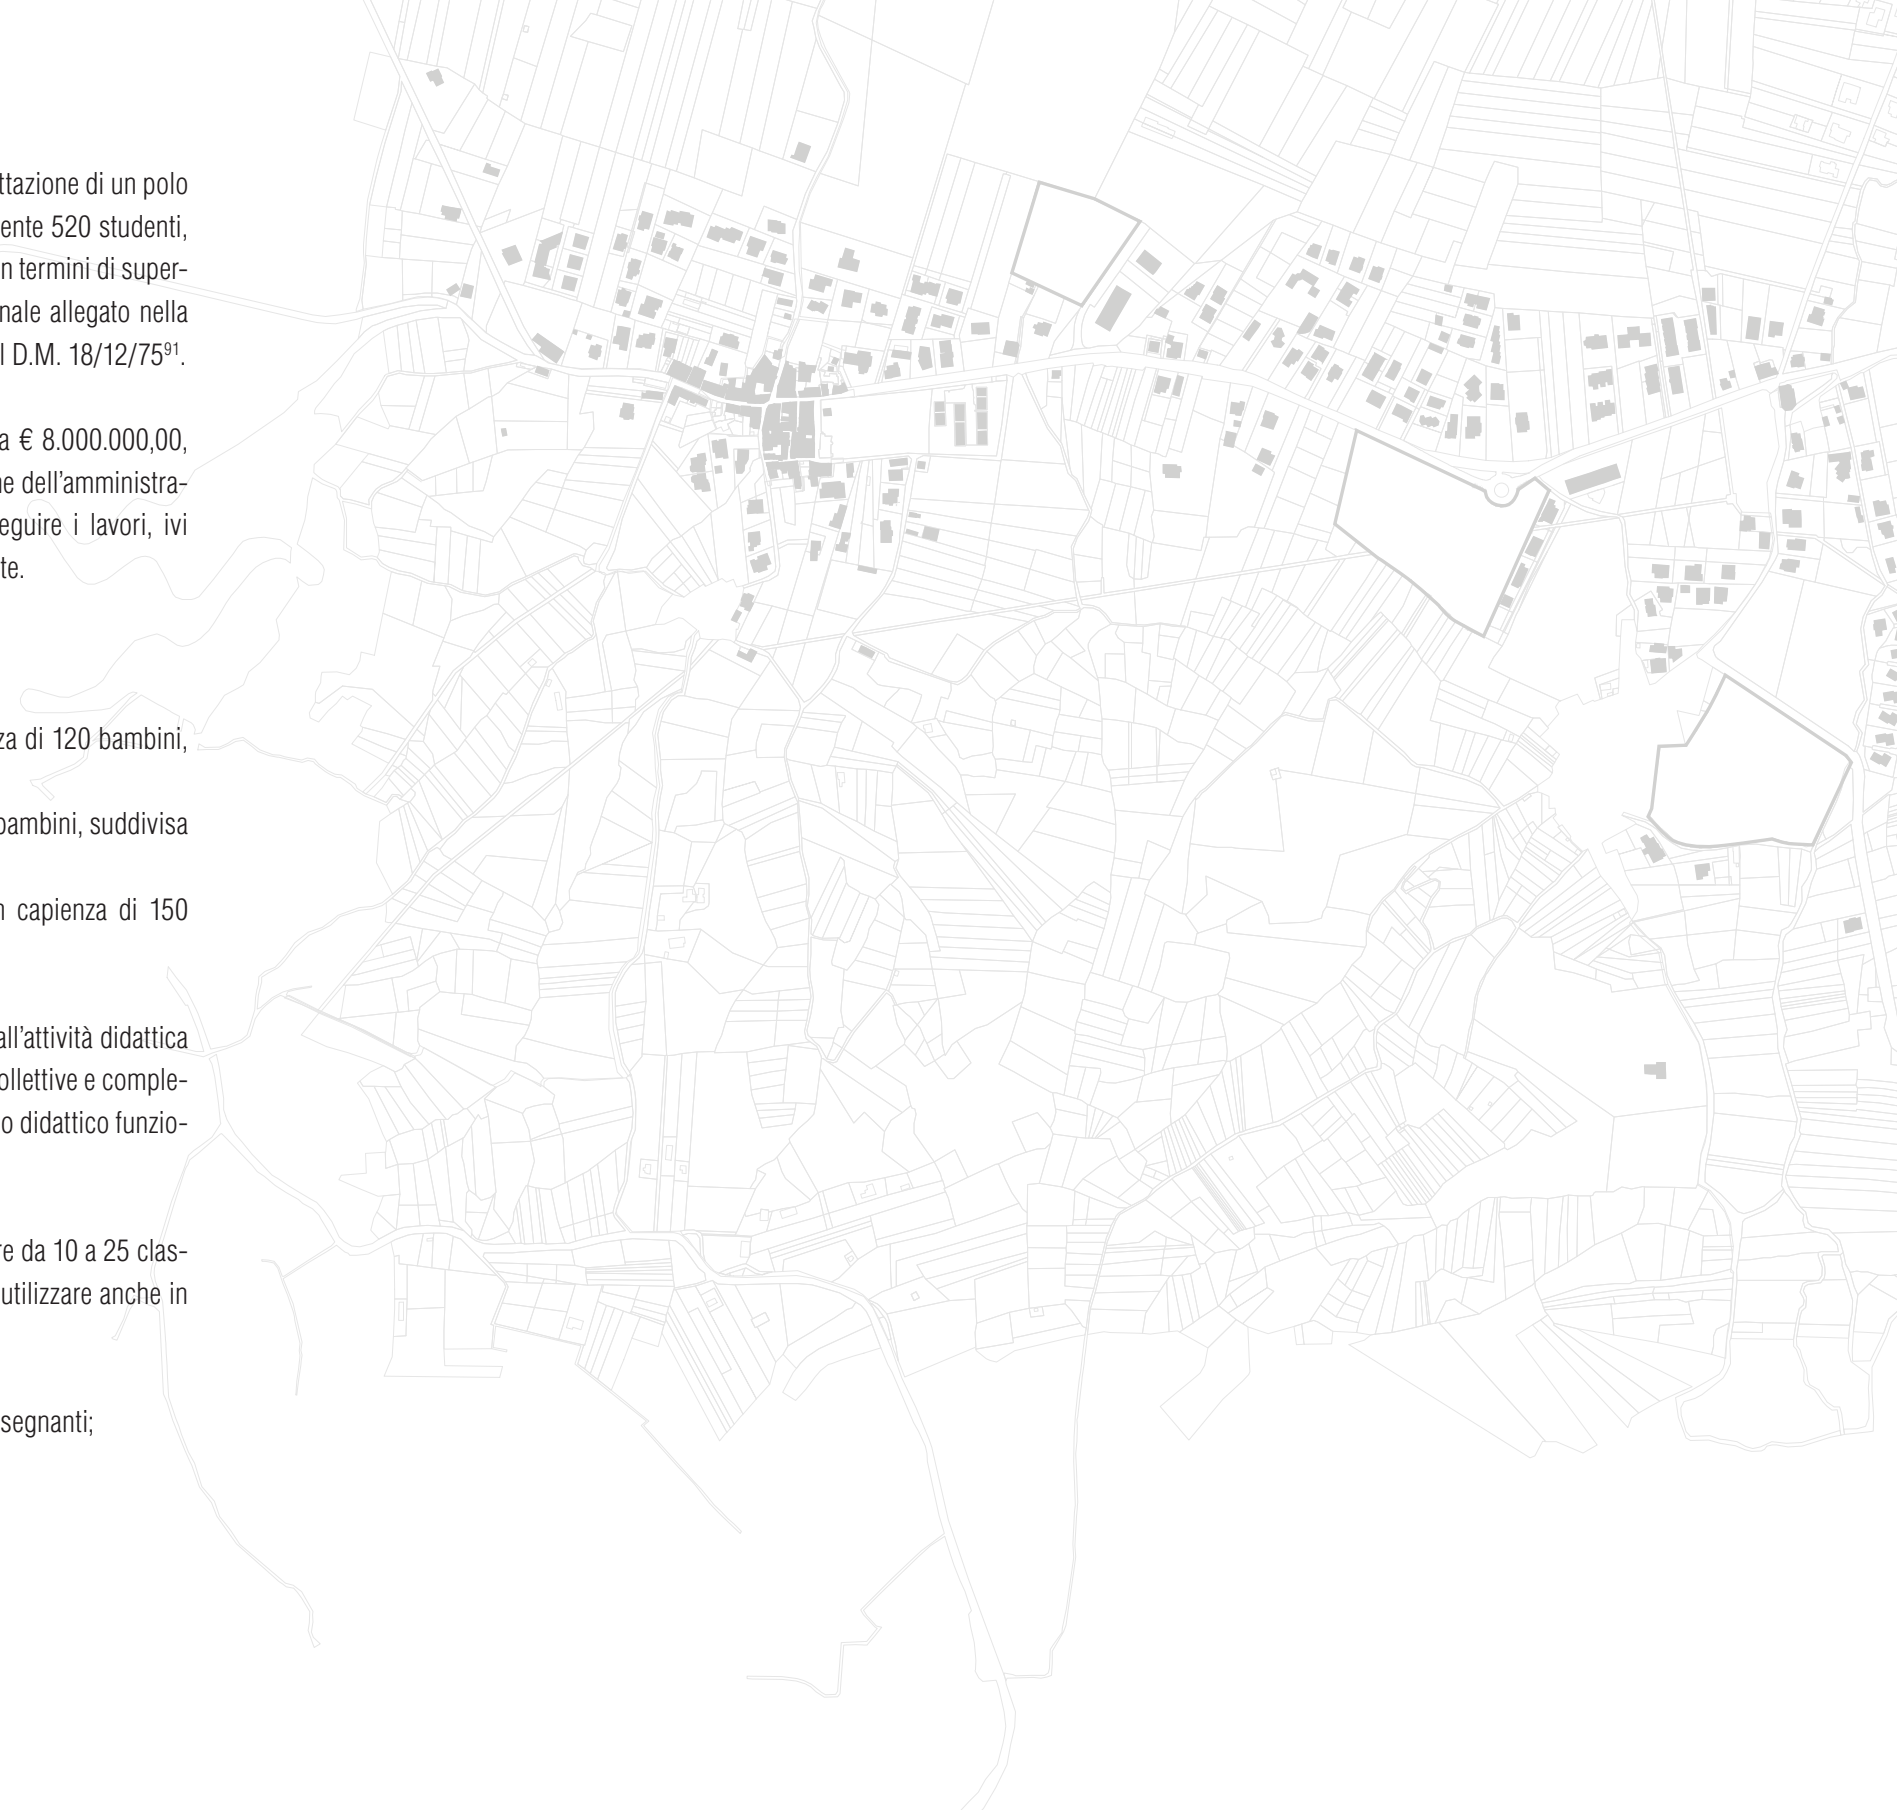 ttazione di un polo
ente 520 studenti,
n termini di super-
nale allegato nella
l D.M. 18/12/75⁹¹.
a € 8.000.000,00,
ne dell’amministra-
eguire i lavori, ivi
te.
za di 120 bambini,
bambini, suddivisa
n capienza di 150
all’attività didattica
ollettive e comple-
o didattico funzio-
re da 10 a 25 clas-
utilizzare anche in
segnanti;